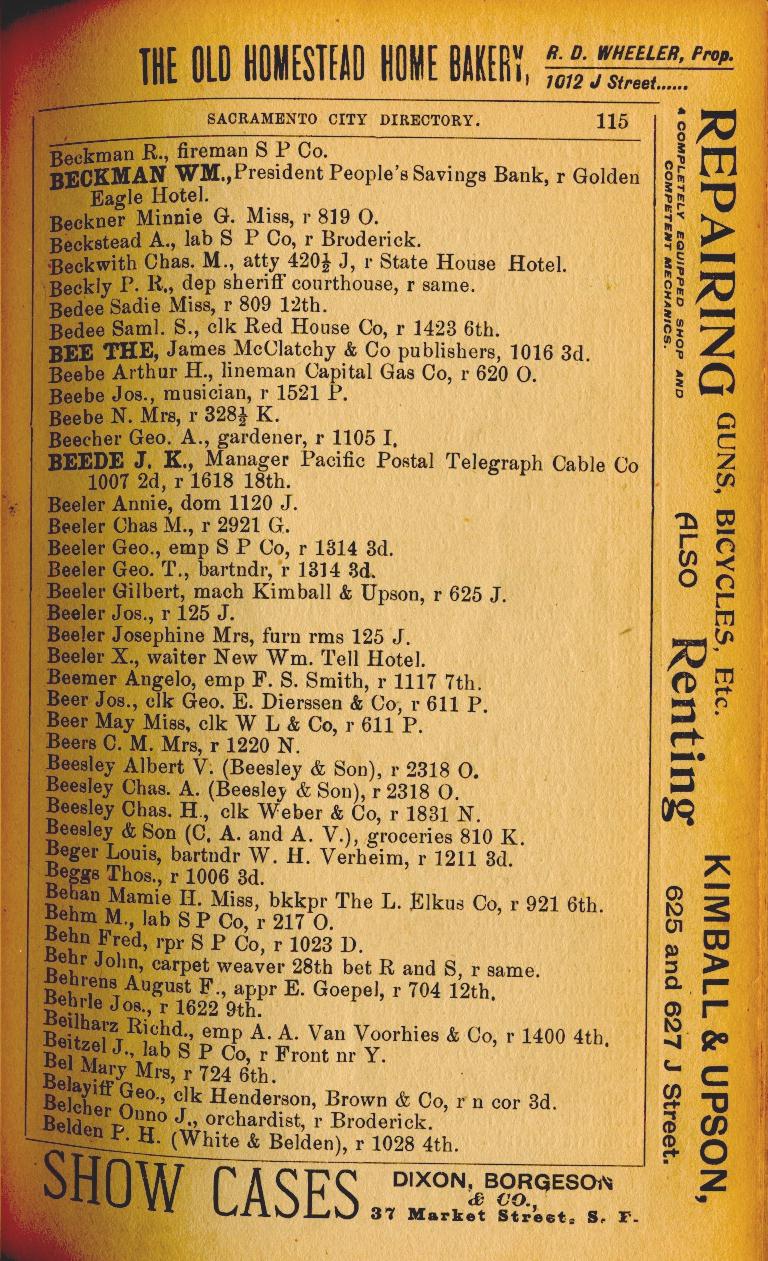 THE OLD HOMESTEAD HOME BAKERY, R. D. WHEELER, Prop.
1012 J Street......
SACRAMENTO CITY DIRECTORY. 115
Beckman R., fireman S P Co.
BECKMAN WM., President People's Savings Bank, r Golden
Eagle Hotel.
Beckner Minnie G. Miss, r 819 O.
Beckstead A., lab S P Co, r Broderick.
Beckwith Chas. M., atty 420½ J, r State House Hotel.
Beckly P. R., dep sheriff courthouse, r same.
Bedee Sadie Miss, r 809 12th.
Bedee Saml. S., clk Red House Co, r 1423 6th.
BEE THE, James McClatchy & Co publishers, 1016 3d.
Beebe Arthur H., lineman Capital Gas Co, r 620 O.
Beebe Jos., musician, r 1521 P.
Beebe N. Mrs, r 328½ K.
Beecher Geo. A., gardener, r 1105 I.
BEEDE J. K., Manager Pacific Postal Telegraph Cable Co
1007 2d, r 1618 18th.
Beeler Annie, dom 1120 J.
Beeler Chas M., r 2921 G.
Beeler Geo., emp S P Co, r 1314 3d.
Beeler Geo. T., bartndr, r 1314 3d.
Beeler Gilbert, mach Kimball & Upson, r 625 J.
Beeler Jos., r 125 J.
Beeler Josephine Mrs, furn rms 125 J.
Beeler X., waiter New Wm. Tell Hotel.
Beemer Angelo, emp F. S. Smith, r 1117 7th.
Beer Jos., clk Geo. E. Dierssen & Co, r 611 P.
Beer May Miss, clk W L & Co, r 611 P.
Beers C. M. Mrs, r 1220 N.
Beesley Albert V. (Beesley & Son), r 2318 O.
Beesley Chas. A. (Beesley & Son), r 2318 O.
Beesley Chas. H., clk Weber & Co, r 1831 N.
Beesley & Son (C. A. and A. V.), groceries 810 K.
Beger Louis, bartndr W. H. Verheim, r 1211 3d.
Beggs Thos., r 1006 3d.
Behan Mamie H. Miss, bkkpr The L. Elkus Co, r 921 6th.
Behm M., lab S P Co, r 217 O.
Behn Fred, rpr S P Co, r 1023 D.
Behr John, carpet weaver 28th bet R and S, r same.
Behrens August F., appr E. Goepel, r 704 12th.
Behrle Jos., r 1622 9th.
Beilharz Richd., emp A. A. Van Voorhies & Co, r 1400 4th.
Beitzel J., lab S P Co, r Front nr Y.
Bel Mary Mrs, r 724 6th.
Belayiff Geo., clk Henderson, Brown & Co, r n cor 3d.
Belcher Onno J., orchardist, r Broderick.
Belden P. H. (White & Belden), r 1028 4th.
REPAIRING GUNS, BICYCLES, Etc. KIMBALL & UPSON,
A COMPLETELY EQUIPPED SHOP AND
COMPETENT MECHANICS.
ALSO Renting 625 and 627 J Street.
SHOW CASES DIXON, BORGESON
& CO.,
37 Market Street, S. F.